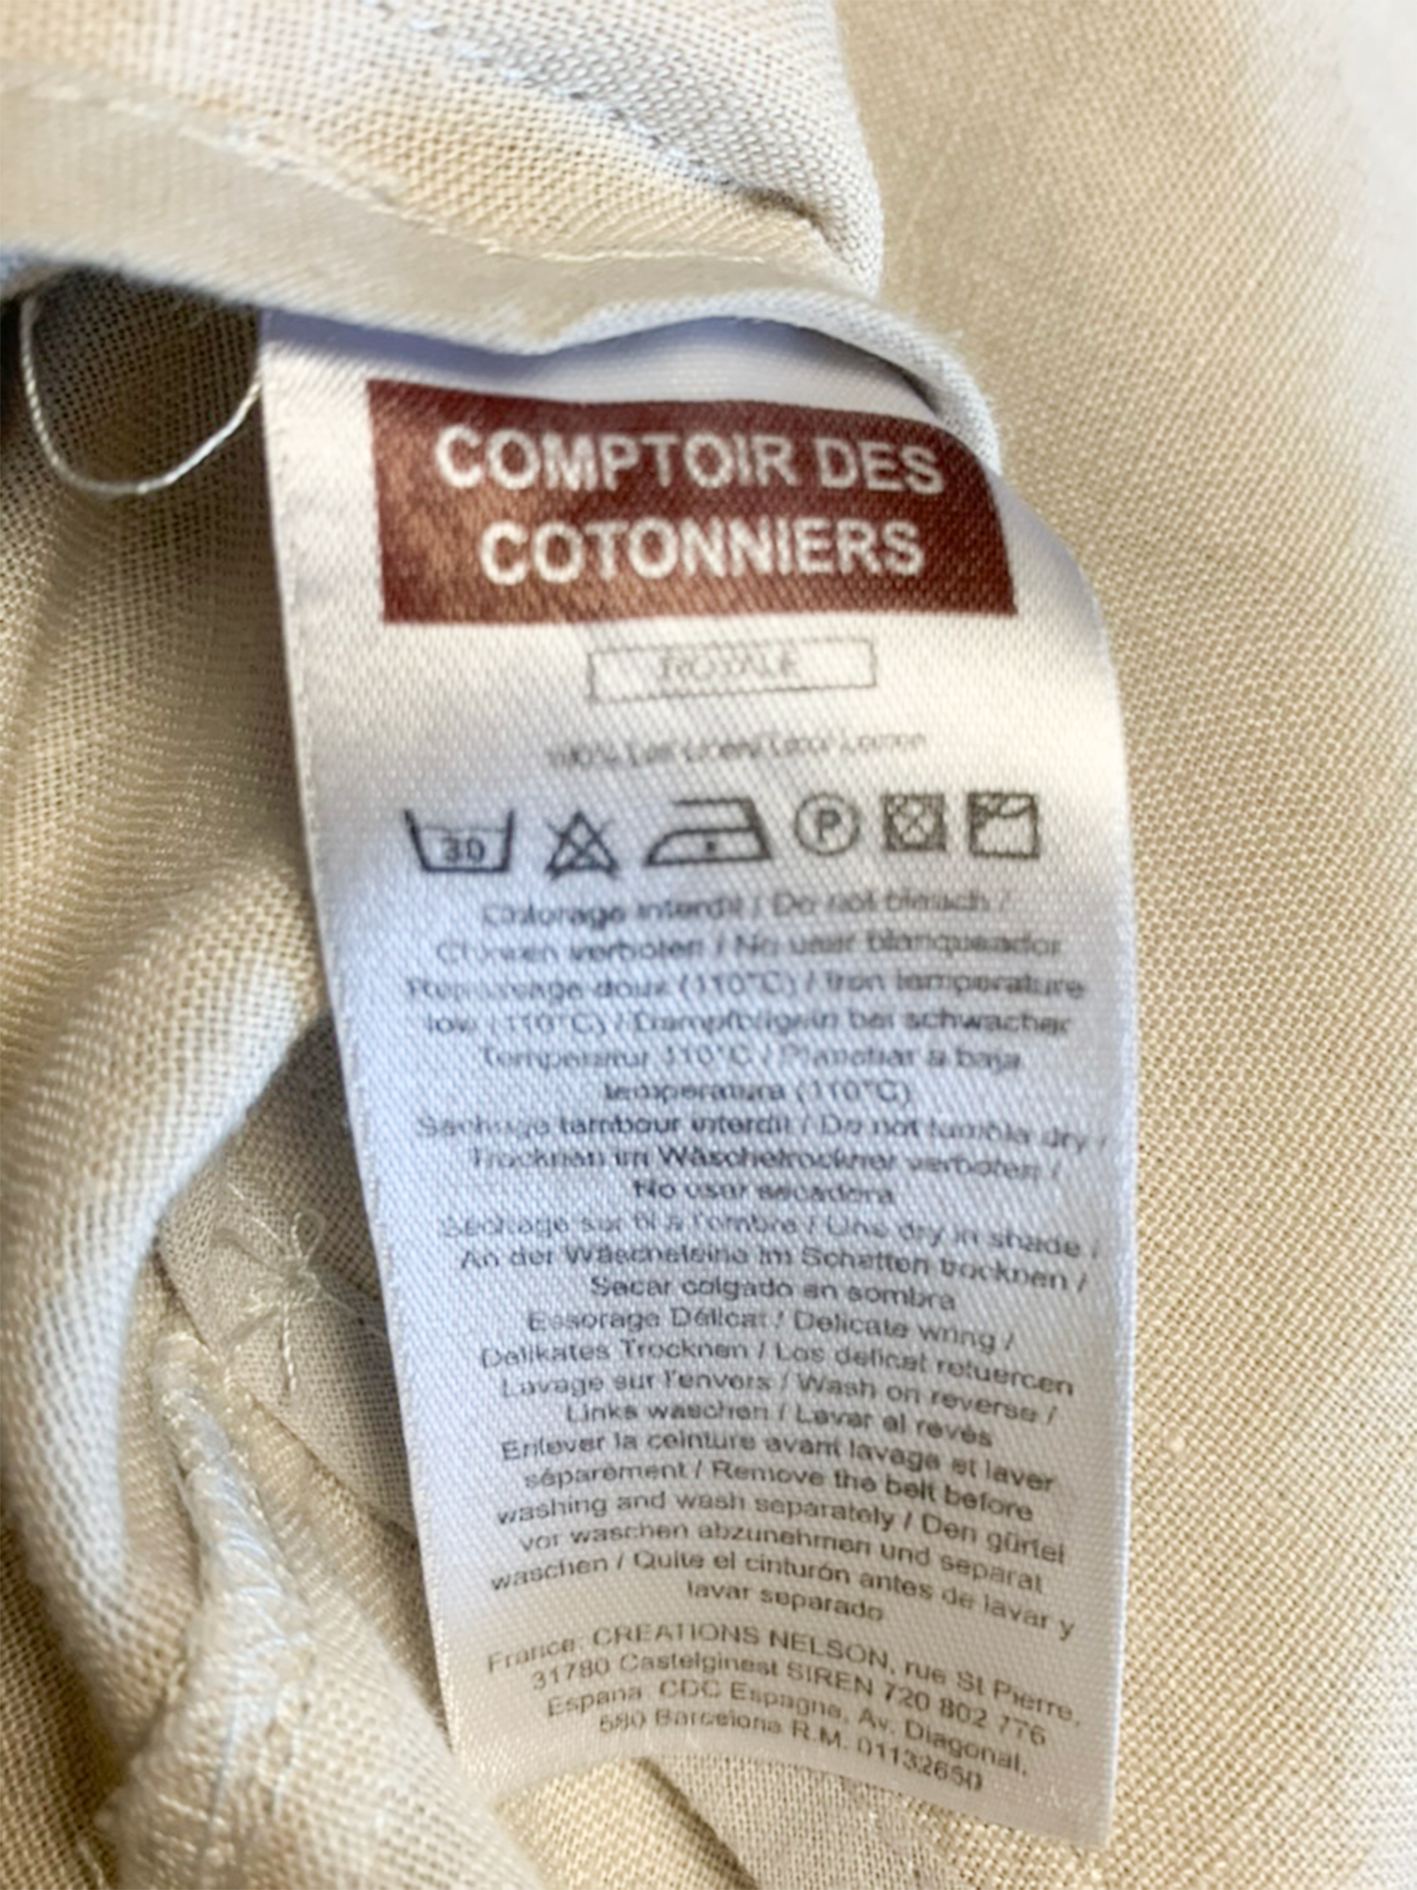 COMPTOIR DES
COTONNIERS
ROYALE
100%
30
P
interdit / Do not bleach /
verboten / No usar blanqueador
Repassage doux (110°C) / Iron temperature
low (110°C) / bei schwacher
Temperatur 110°C / Planchar a baja
temperatura (110°C)
Séchage tambour interdit / Do not tumble dry /
Trocknen im Wäschetrockner verboten /
No usar secadora
Séchage sur fil à l'ombre / Line dry in shade /
An der Wäscheleine im Schatten trocknen /
Secar colgado en sombra
Essorage Délicat / Delicate wring /
Delikates Trocknen / Los delicat retuercen
Lavage sur l'envers / Wash on reverse /
Links waschen / Lavar al revès
Enlever la ceinture avant lavage et laver
séparement / Remove the belt before
washing and wash separately / Den gürtel
vor waschen abzunehmen und separat
waschen / Quite el cinturón antes de lavar y
lavar separado
France: CREATIONS NELSON, rue St Pierre,
31780 Castelginest SIREN 720 802 776
Espana: CDC Espagne, Av. Diagonal,
580 Barcelona R.M. 01132650